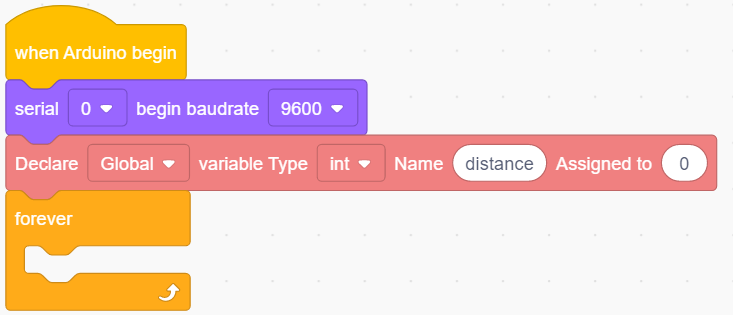 when Arduino begin
serial 0 begin baudrate 9600
Declare Global variable Type int Name distance Assigned to 0
forever